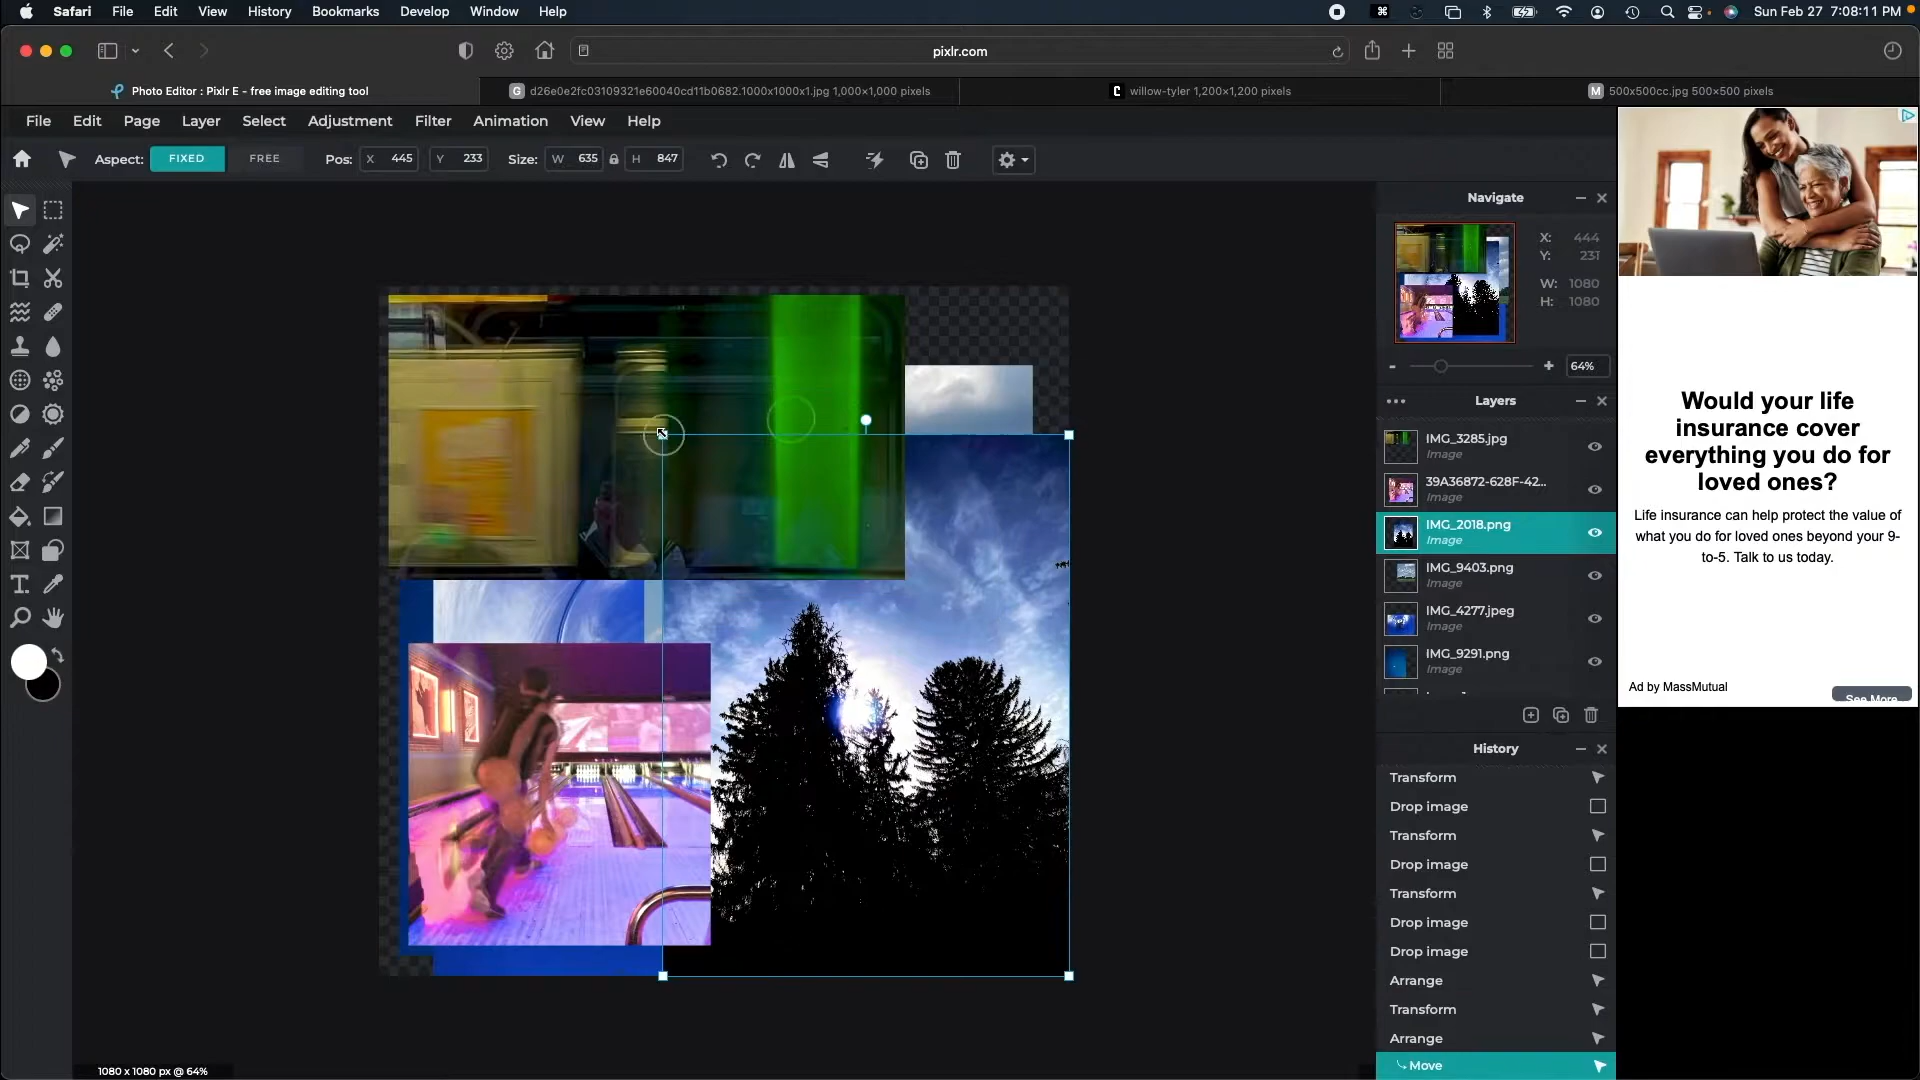 Safari File Edit View History Bookmarks Develop Window Help Sun Feb 27 7:08:11 PM
pixlr.com
Photo Editor : Pixlr E - free image editing tool
G d26e0e2fc03109321e60040cd11b0682.1000x1000x1.jpg 1,000×1,000 pixels
C willow-tyler 1,200×1,200 pixels
M 500x500cc.jpg 500×500 pixels
File Edit Page Layer Select Adjustment Filter Animation View Help
Aspect: FIXED FREE Pos: X 445 Y 233 Size: W 635 H 847
Navigate
X: 444
Y: 231
W: 1080
H: 1080
64%
Layers
IMG_3285.jpg
Image
39A36872-628F-42...
Image
IMG_2018.png
Image
IMG_9403.png
Image
IMG_4277.jpeg
Image
IMG_9291.png
Image
History
Transform
Drop image
Transform
Drop image
Transform
Drop image
Drop image
Arrange
Transform
Arrange
Move
1080 x 1080 px @ 64%
Would your life
insurance cover
everything you do for
loved ones?
Life insurance can help protect the value of
what you do for loved ones beyond your 9-
to-5. Talk to us today.
Ad by MassMutual
See More